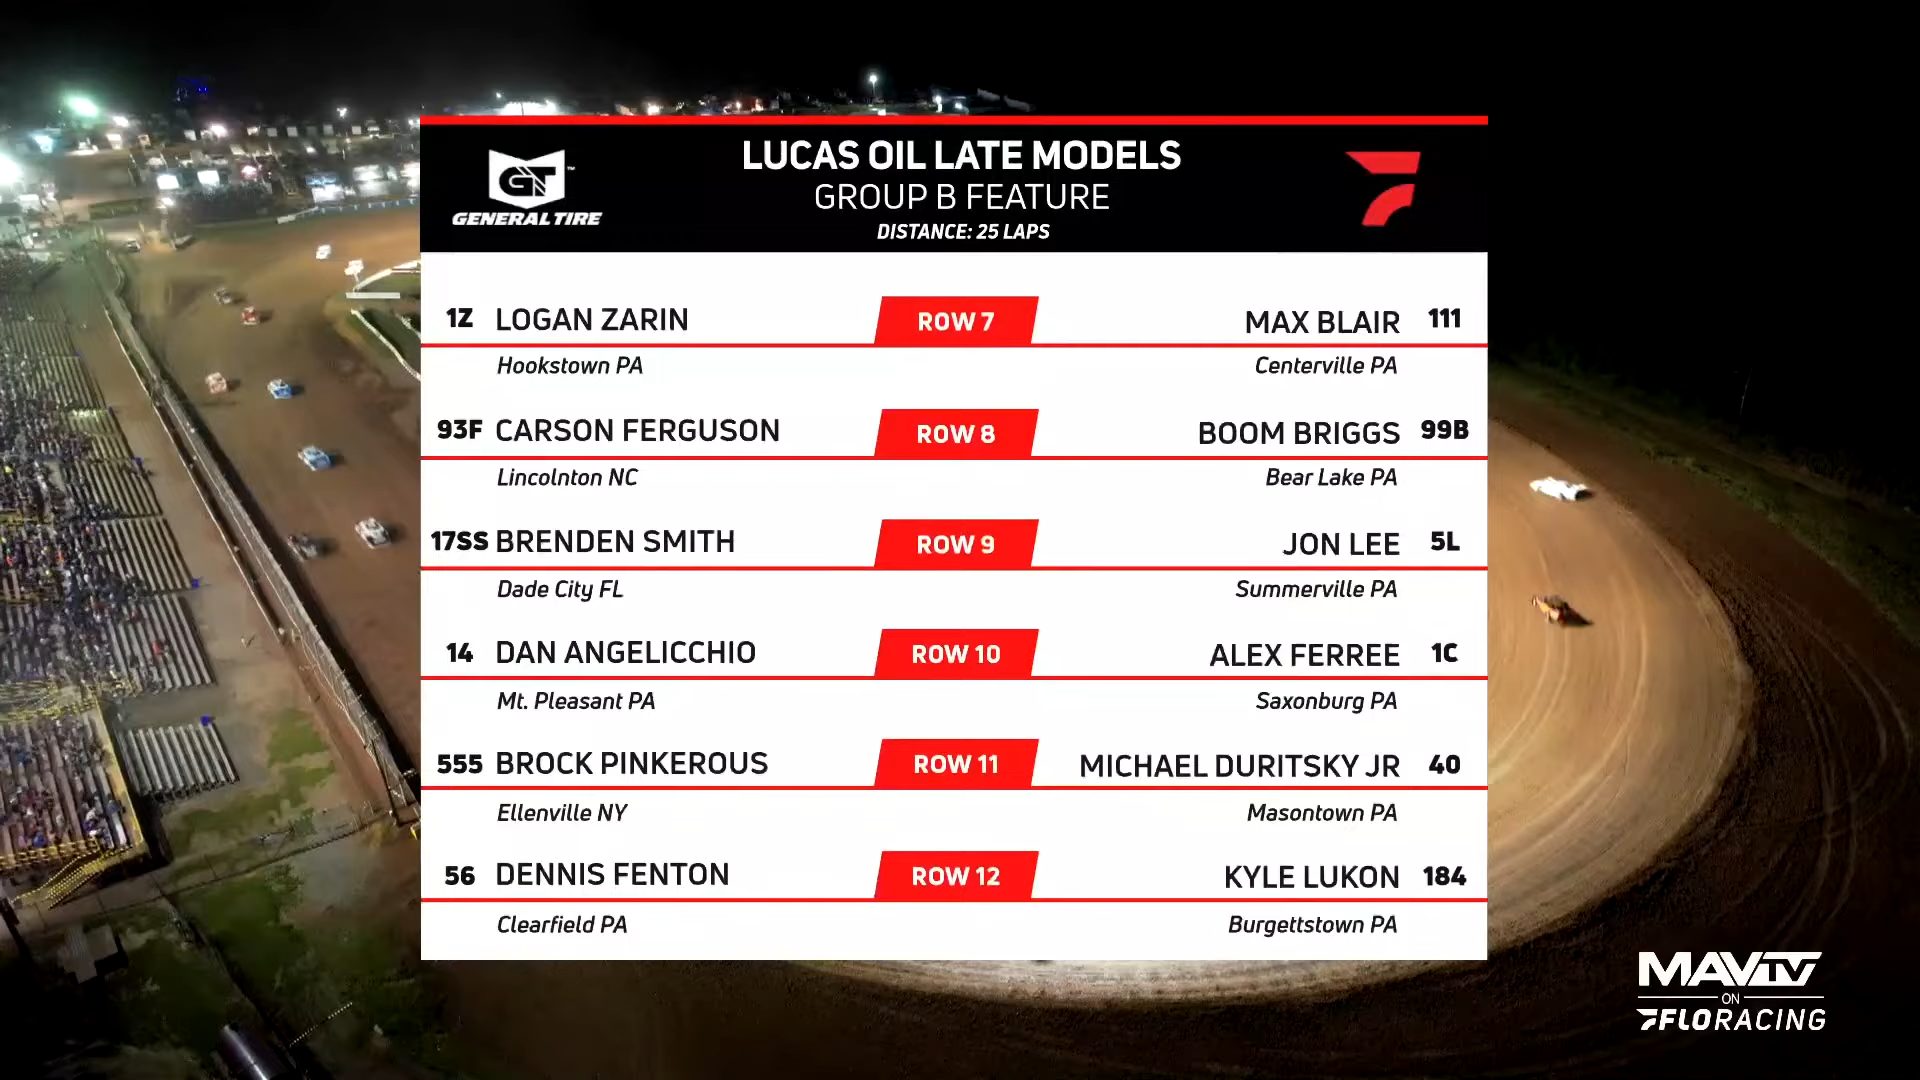 GT™
GENERAL TIRE
LUCAS OIL LATE MODELS
GROUP B FEATURE
DISTANCE: 25 LAPS
1Z LOGAN ZARIN ROW 7 MAX BLAIR 111
Hookstown PA Centerville PA
93F CARSON FERGUSON ROW 8 BOOM BRIGGS 99B
Lincolnton NC Bear Lake PA
17SS BRENDEN SMITH ROW 9 JON LEE 5L
Dade City FL Summerville PA
14 DAN ANGELICCHIO ROW 10 ALEX FERREE 1C
Mt. Pleasant PA Saxonburg PA
555 BROCK PINKEROUS ROW 11 MICHAEL DURITSKY JR 40
Ellenville NY Masontown PA
56 DENNIS FENTON ROW 12 KYLE LUKON 184
Clearfield PA Burgettstown PA
MAVTV
ON
FLORACING